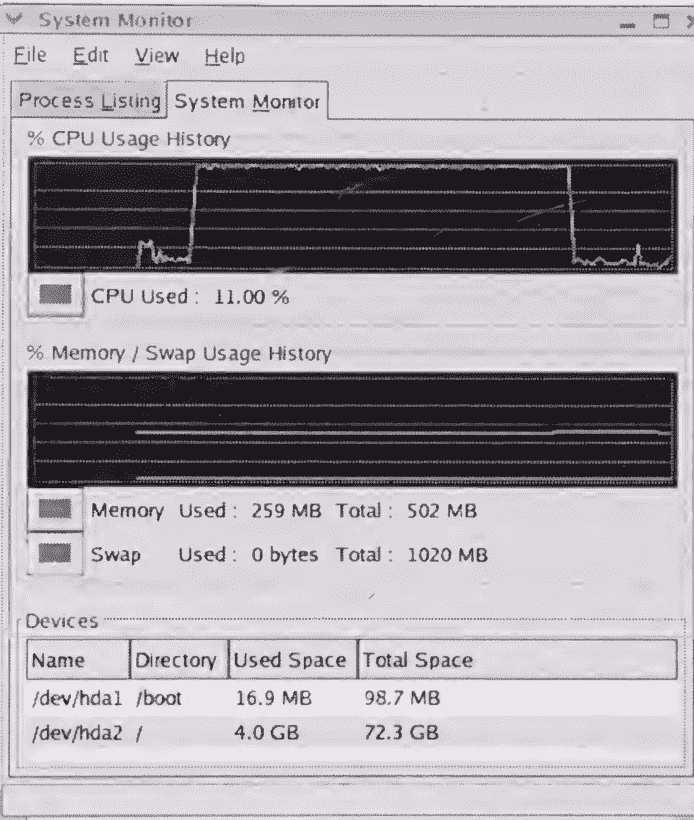 System Monitor
File Edit View Help
Process Listing System Monitor
% CPU Usage History
CPU Used : 11.00 %
% Memory / Swap Usage History
Memory Used : 259 MB Total : 502 MB
Swap Used : 0 bytes Total : 1020 MB
Devices
Name Directory Used Space Total Space
/dev/hda1 /boot 16.9 MB 98.7 MB
/dev/hda2 / 4.0 GB 72.3 GB